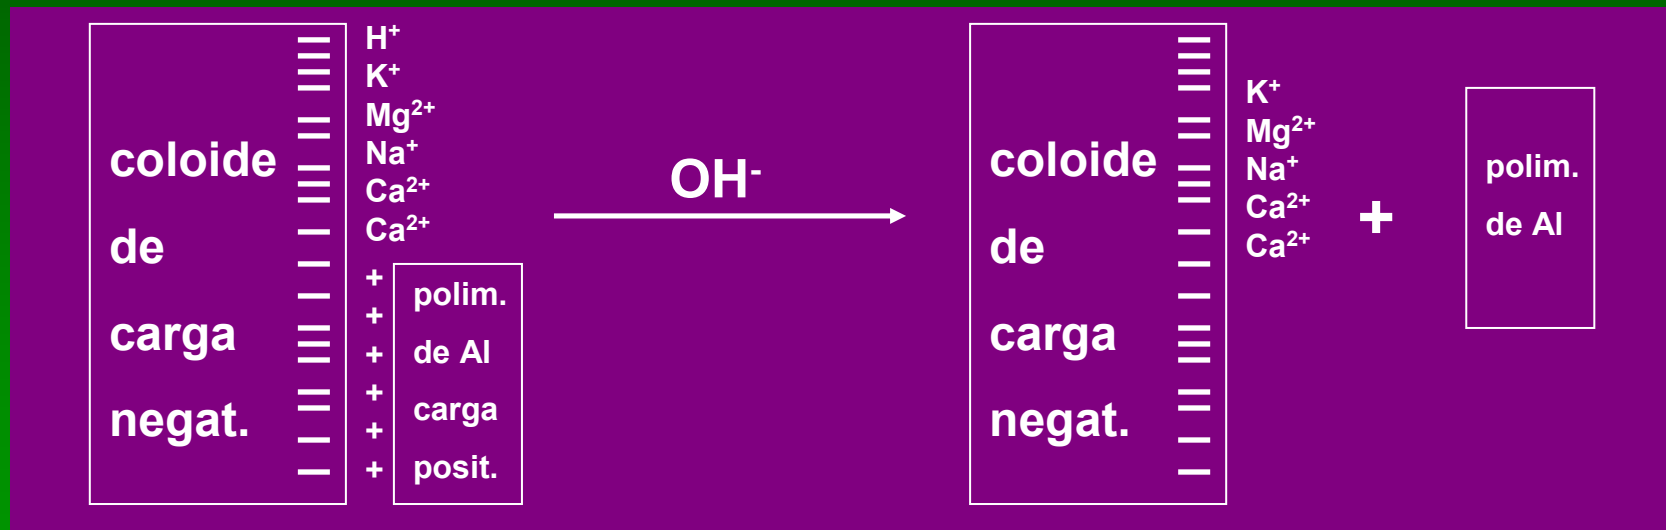 coloide
de
carga
negat.
H⁺
K⁺
Mg²⁺
Na⁺
Ca²⁺
Ca²⁺
+
+
+
+
+
+
polim.
de Al
carga
posit.
OH⁻
coloide
de
carga
negat.
K⁺
Mg²⁺
Na⁺
Ca²⁺
Ca²⁺
+
polim.
de Al